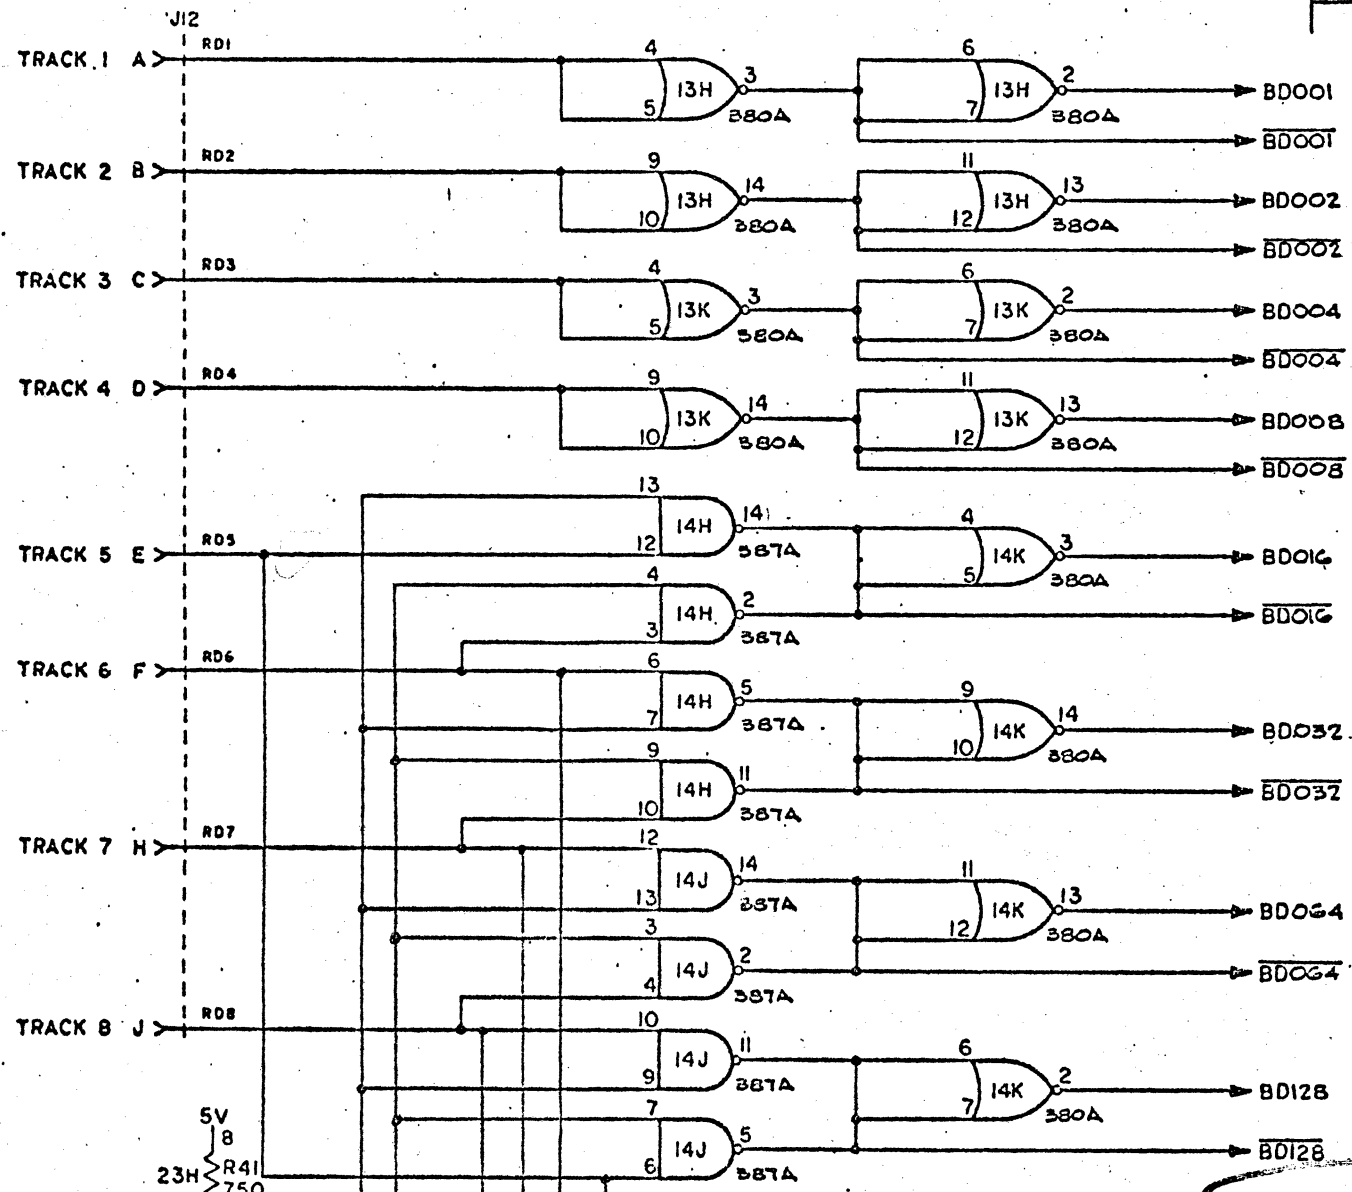 J12
TRACK 1 A RD1 4 5 13H 3 380A 6 7 13H 2 380A BD001
BD001
TRACK 2 B RD2 9 10 13H 14 380A 11 12 13H 13 380A BD002
BD002
TRACK 3 C RD3 4 5 13K 3 380A 6 7 13K 2 380A BD004
BD004
TRACK 4 D RD4 9 10 13K 14 380A 11 12 13K 13 380A BD008
BD008
13 12 14H 14 387A 4 5 14K 3 380A BD016
TRACK 5 E RD5
4 3 14H 2 387A BD016
TRACK 6 F RD6 6 7 14H 5 387A 9 10 14K 14 380A BD032
9 10 14H 11 387A BD032
TRACK 7 H RD7 12 13 14J 14 387A 11 12 14K 13 380A BD064
3 4 14J 2 387A BD064
TRACK 8 J RD8 10 9 14J 11 387A 6 7 14K 2 380A BD128
7 6 14J 5 387A BD128
5V
8
23H R41
750